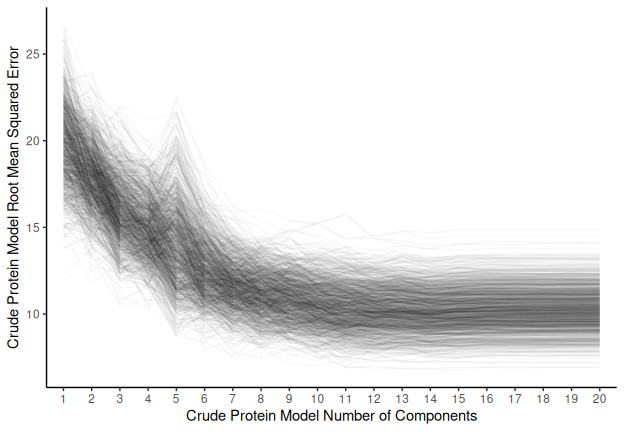 Crude Protein Model Root Mean Squared Error
25
20
15
10
1 2 3 4 5 6 7 8 9 10 11 12 13 14 15 16 17 18 19 20
Crude Protein Model Number of Components